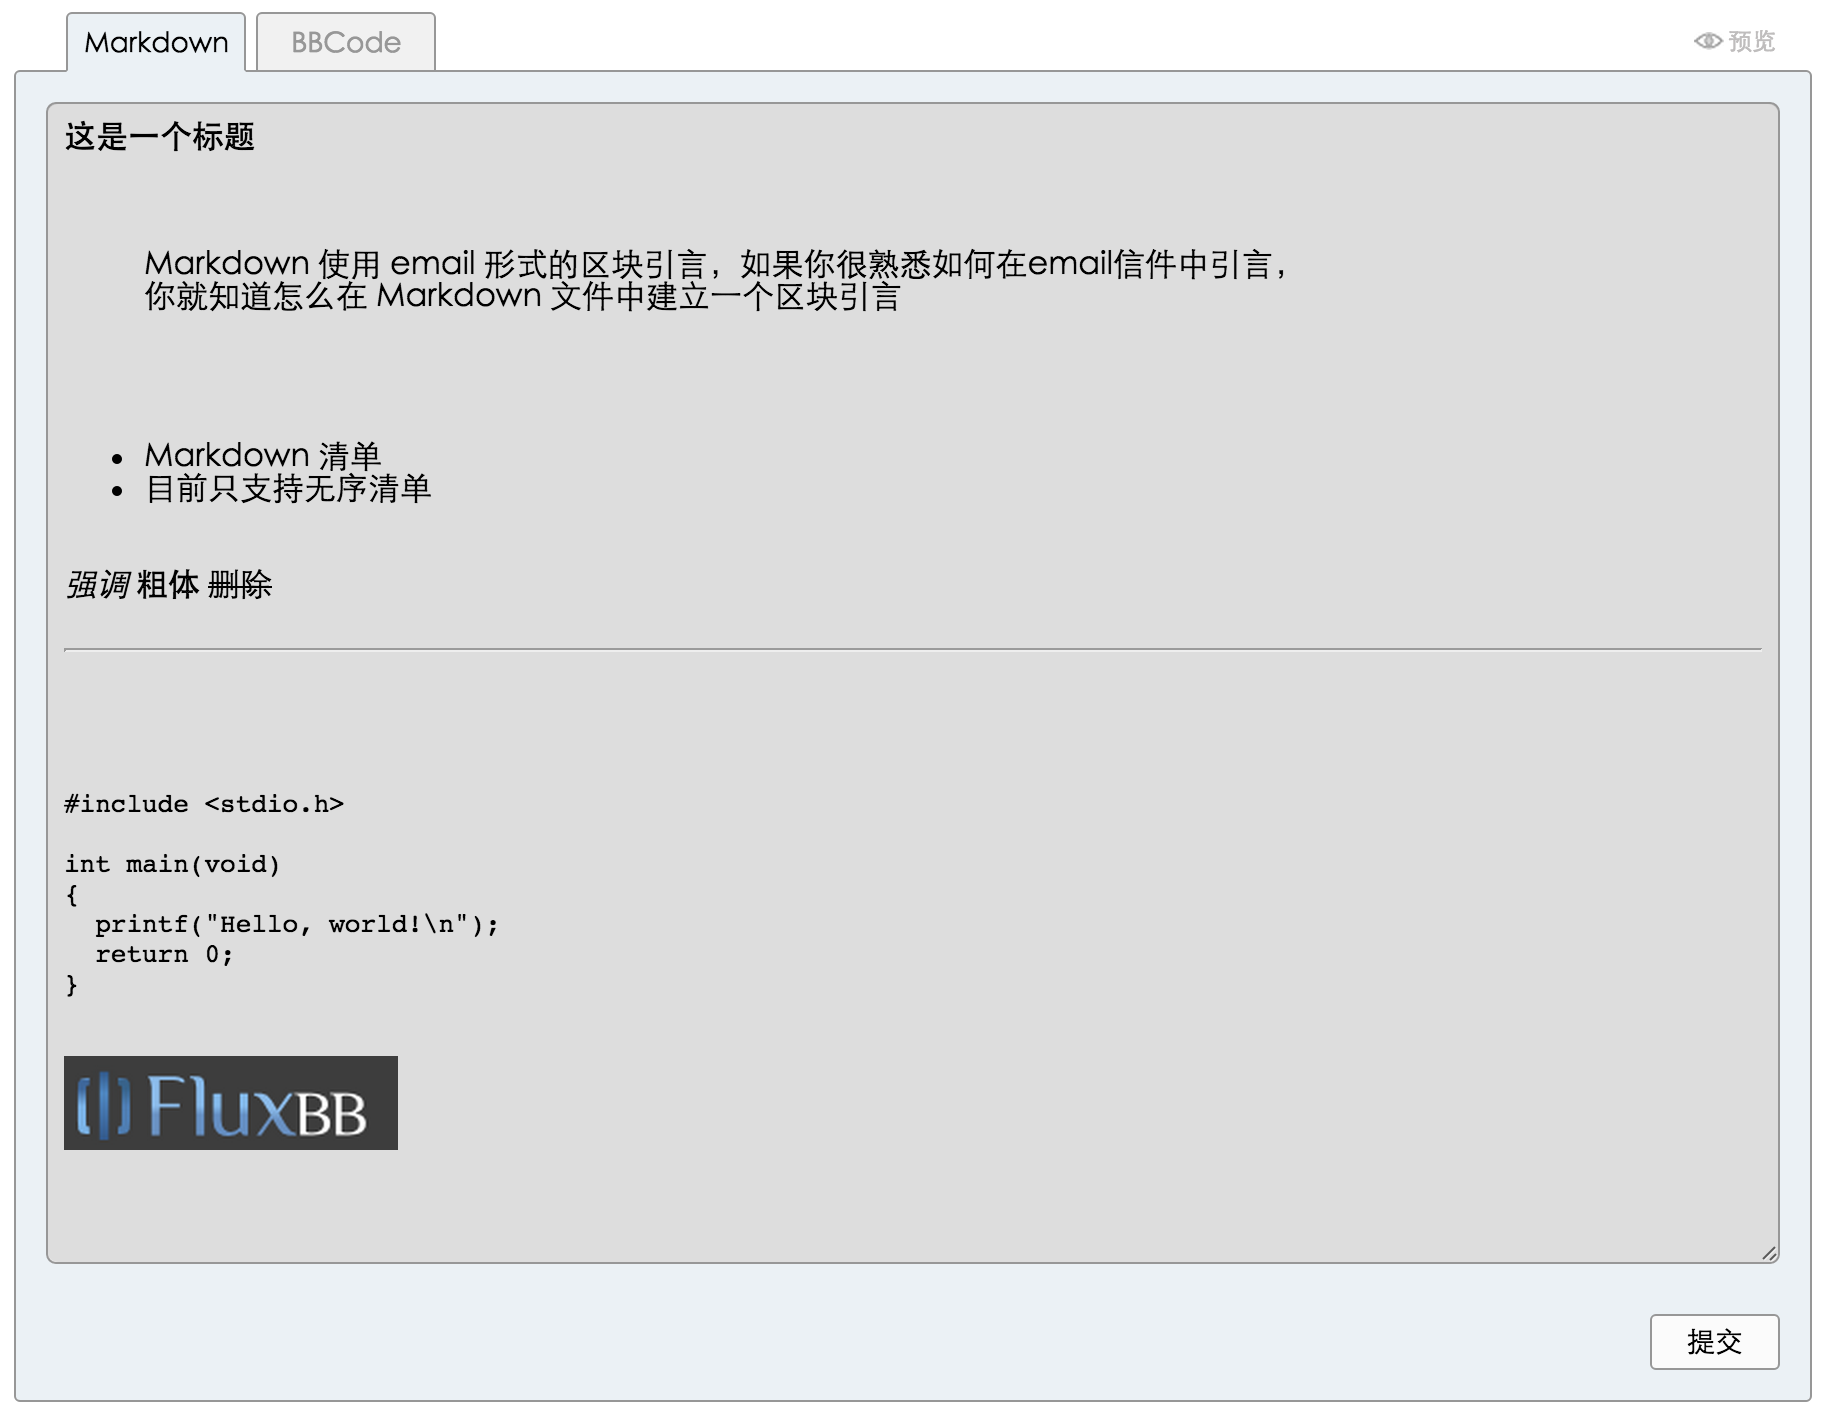 Markdown
BBCode
预览
这是一个标题
Markdown 使用 email 形式的区块引言，如果你很熟悉如何在email信件中引言，
你就知道怎么在 Markdown 文件中建立一个区块引言
Markdown 清单
目前只支持无序清单
强调 粗体 删除
#include <stdio.h>
int main(void)
{
  printf("Hello, world!\n");
  return 0;
}
FluxBB
提交